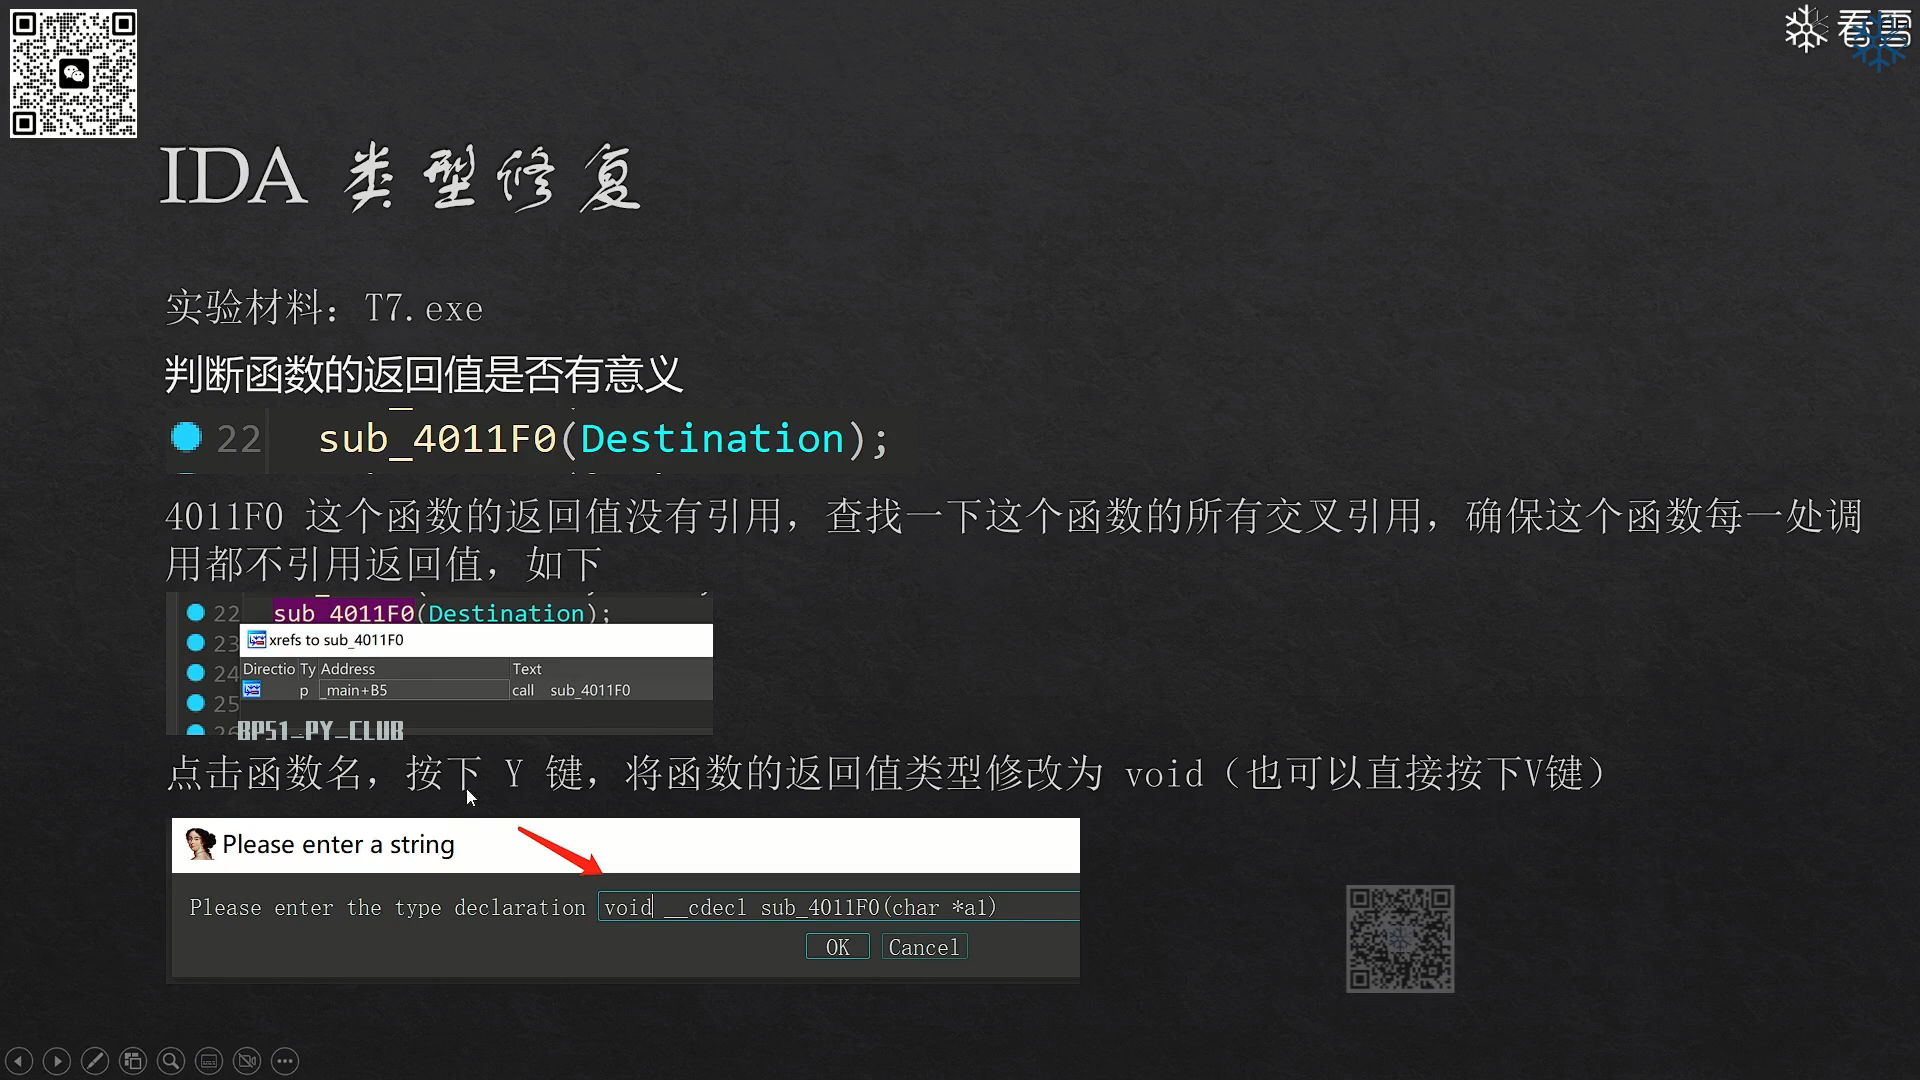 看雪
IDA 类型修复
实验材料：T7.exe
判断函数的返回值是否有意义
22 sub_4011F0(Destination);
4011F0 这个函数的返回值没有引用，查找一下这个函数的所有交叉引用，确保这个函数每一处调
用都不引用返回值，如下
22 sub_4011F0(Destination);
23 xrefs to sub_4011F0
24 Directio Ty Address Text
p _main+B5 call sub_4011F0
25
26 BP51_PY_CLUB
点击函数名，按下 Y 键，将函数的返回值类型修改为 void（也可以直接按下V键）
Please enter a string
Please enter the type declaration void __cdecl sub_4011F0(char *a1)
OK Cancel